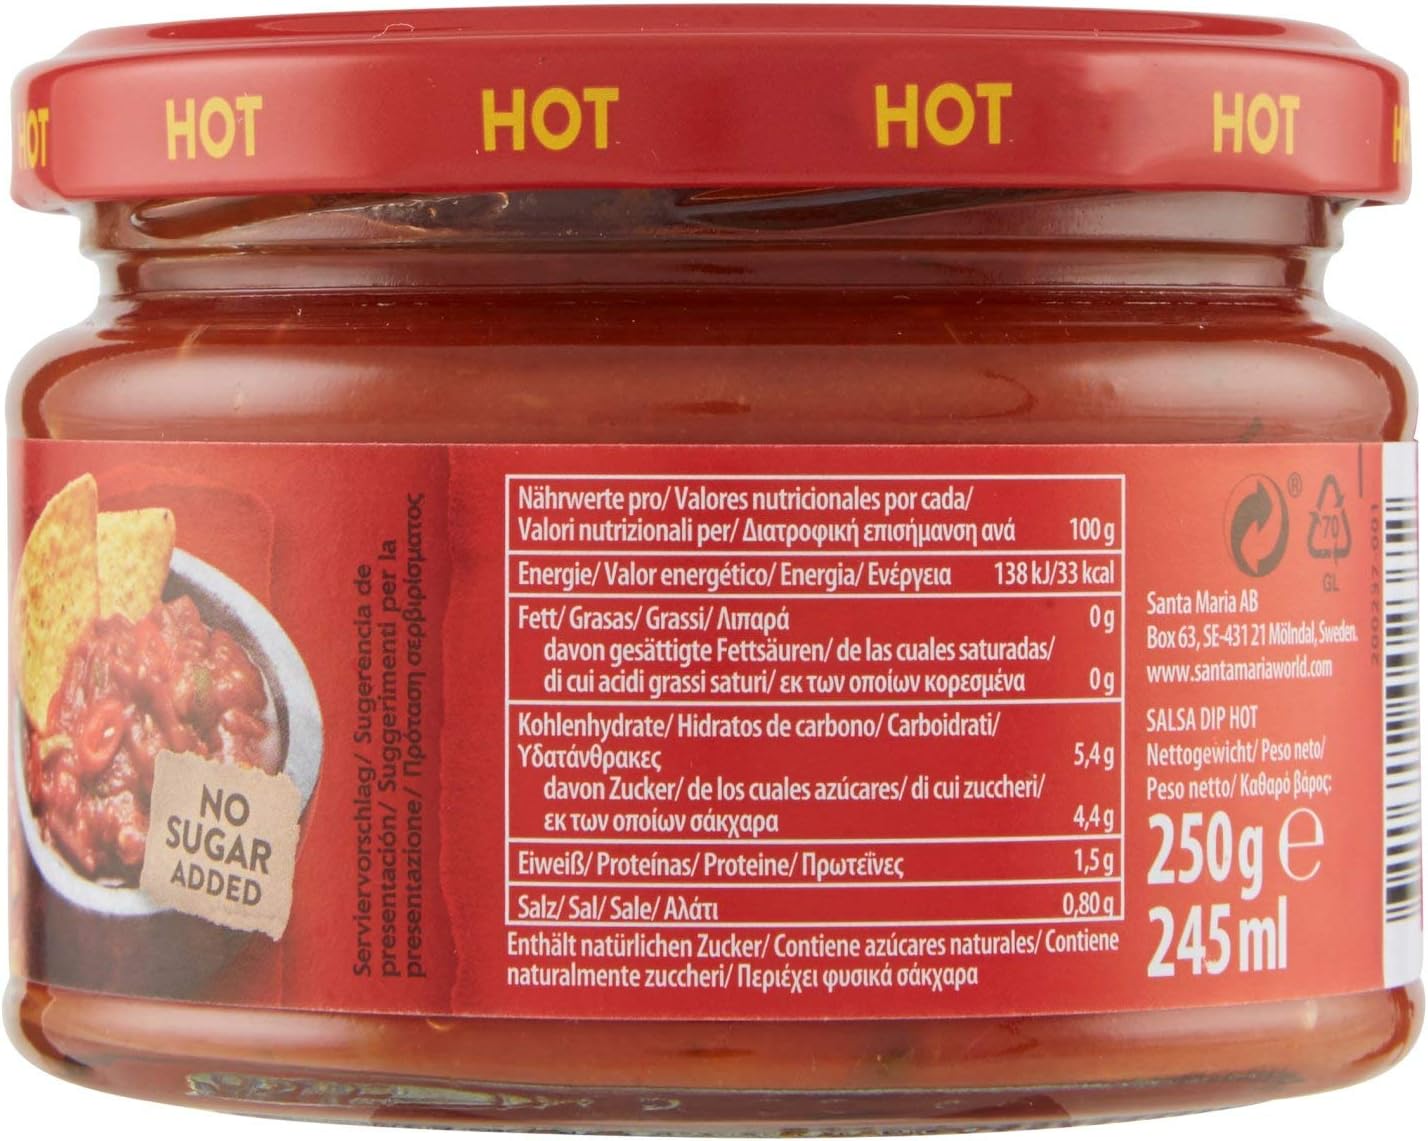 HOT HOT HOT HOT
NO
SUGAR
ADDED
Serviervorschlag/ Sugerencia de
presentación/ Suggerimenti per la
presentazione/ Πρόταση σερβιρίσματος
Nährwerte pro/ Valores nutricionales por cada/
Valori nutrizionali per/ Διατροφική επισήμανση ανά 100 g
Energie/ Valor energético/ Energia/ Ενέργεια 138 kJ/33 kcal
Fett/ Grasas/ Grassi/ Λιπαρά 0 g
davon gesättigte Fettsäuren/ de las cuales saturadas/
di cui acidi grassi saturi/ εκ των οποίων κορεσμένα 0 g
Kohlenhydrate/ Hidratos de carbono/ Carboidrati/
Υδατάνθρακες 5,4 g
davon Zucker/ de los cuales azúcares/ di cui zuccheri/
εκ των οποίων σάκχαρα 4,4 g
Eiweiß/ Proteínas/ Proteine/ Πρωτεΐνες 1,5 g
Salz/ Sal/ Sale/ Αλάτι 0,80 g
Enthält natürlichen Zucker/ Contiene azúcares naturales/ Contiene
naturalmente zuccheri/ Περιέχει φυσικά σάκχαρα
®
70
GL
Santa Maria AB
Box 63, SE-431 21 Mölndal, Sweden.
www.santamariaworld.com
SALSA DIP HOT
Nettogewicht/ Peso neto/
Peso netto/ Καθαρό βάρος:
250 g e
245 ml
200237-001